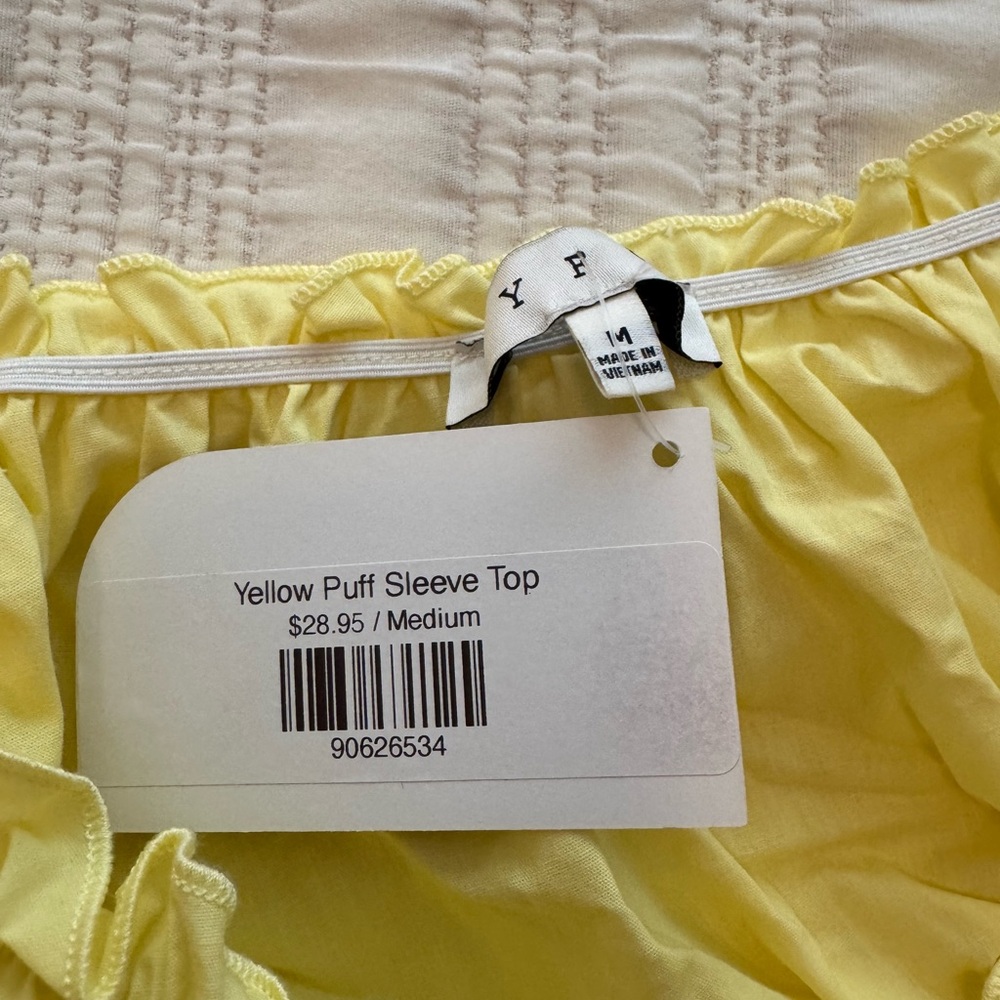 Y F
M
MADE IN
VIETNAM
Yellow Puff Sleeve Top
$28.95 / Medium
90626534